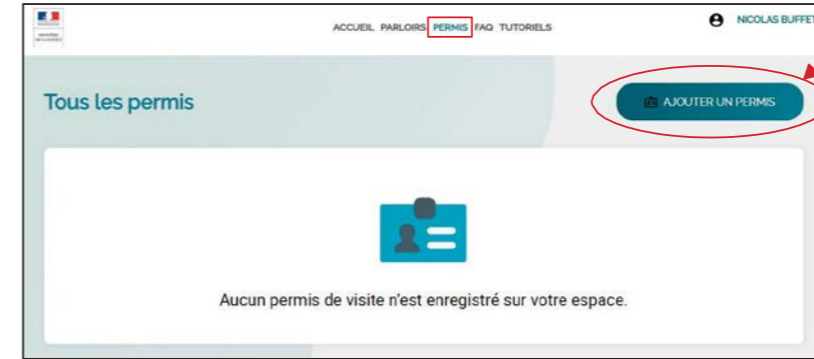 ACCUEIL PARLOIRS PERMIS FAQ TUTORIELS
NICOLAS BUFFET
Tous les permis
AJOUTER UN PERMIS
Aucun permis de visite n'est enregistré sur votre espace.